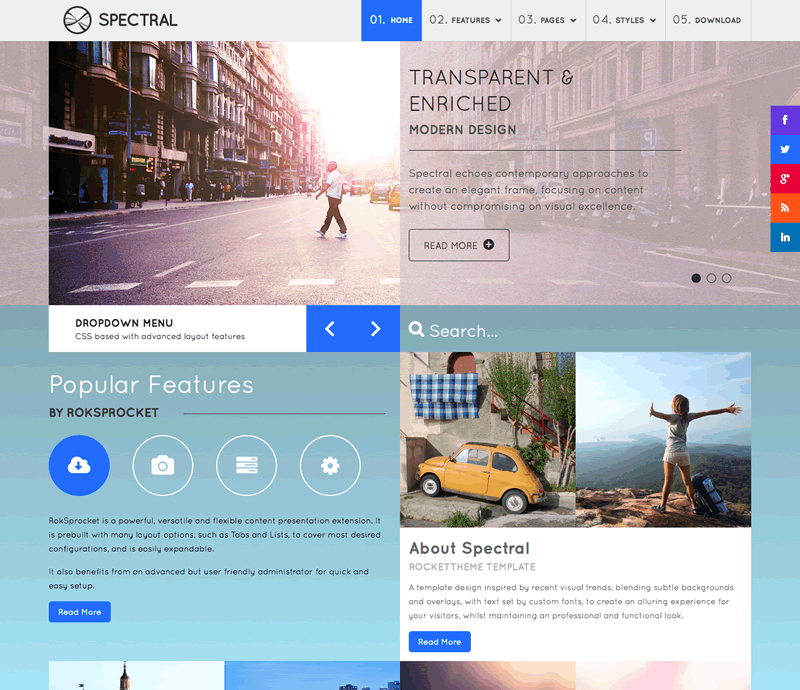 SPECTRAL
01. HOME
02. FEATURES
03. PAGES
04. STYLES
05. DOWNLOAD
TRANSPARENT &
ENRICHED
MODERN DESIGN
Spectral echoes contemporary approaches to
create an elegant frame, focusing on content
without compromising on visual excellence.
READ MORE
DROPDOWN MENU
CSS based with advanced layout features
Search...
Popular Features
BY ROKSPROCKET
RokSprocket is a powerful, versatile and flexible content presentation extension. It
is prebuilt with many layout options, such as Tabs and Lists, to cover most desired
configurations, and is easily expandable.
It also benefits from an advanced but user friendly administrator for quick and
easy setup.
Read More
About Spectral
ROCKETTHEME TEMPLATE
A template design inspired by recent visual trends, blending subtle backgrounds
and overlays, with text set by custom fonts, to create an alluring experience for
your visitors, whilst maintaining an professional and functional look.
Read More